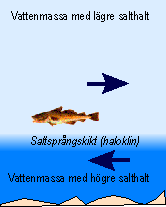 Vattenmassa med lägre salthalt
Saltsprångskikt (haloklin)
Vattenmassa med högre salthalt